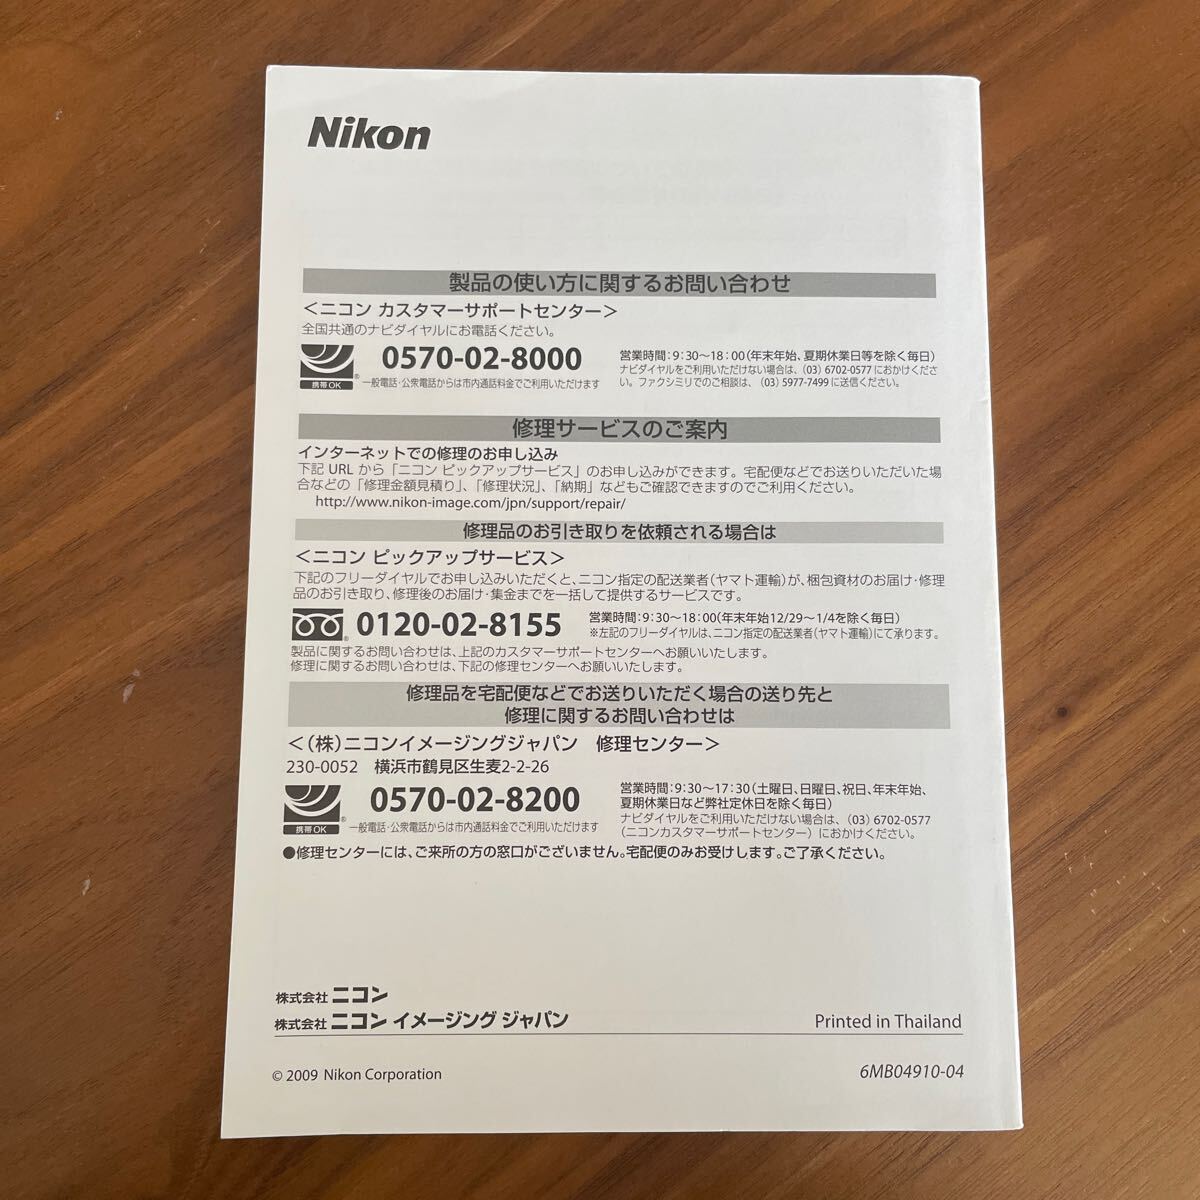 Nikon
製品の使い方に関するお問い合わせ
<ニコン カスタマーサポートセンター>
全国共通のナビダイヤルにお電話ください。
携帯OK
0570-02-8000
一般電話・公衆電話からは市内通話料金でご利用いただけます
営業時間：9：30〜18：00（年末年始、夏期休業日等を除く毎日）
ナビダイヤルをご利用いただけない場合は、（03）6702-0577 におかけくださ
い。ファクシミリでのご相談は、（03）5977-7499 に送信ください。
修理サービスのご案内
インターネットでの修理のお申し込み
下記 URL から「ニコン ピックアップサービス」のお申し込みができます。宅配便などでお送りいただいた場
合などの「修理金額見積り」、「修理状況」、「納期」などもご確認できますのでご利用ください。
http://www.nikon-image.com/jpn/support/repair/
修理品のお引き取りを依頼される場合は
<ニコン ピックアップサービス>
下記のフリーダイヤルでお申し込みいただくと、ニコン指定の配送業者（ヤマト運輸）が、梱包資材のお届け・修理
品のお引き取り、修理後のお届け・集金までを一括して提供するサービスです。
0120-02-8155
営業時間：9：30〜18：00（年末年始12/29〜1/4を除く毎日）
※左記のフリーダイヤルは、ニコン指定の配送業者（ヤマト運輸）にて承ります。
製品に関するお問い合わせは、上記のカスタマーサポートセンターへお願いいたします。
修理に関するお問い合わせは、下記の修理センターへお願いいたします。
修理品を宅配便などでお送りいただく場合の送り先と
修理に関するお問い合わせは
<（株）ニコンイメージングジャパン 修理センター>
230-0052 横浜市鶴見区生麦2-2-26
携帯OK
0570-02-8200
一般電話・公衆電話からは市内通話料金でご利用いただけます
営業時間：9：30〜17：30（土曜日、日曜日、祝日、年末年始、
夏期休業日など弊社定休日を除く毎日）
ナビダイヤルをご利用いただけない場合は、（03）6702-0577
（ニコンカスタマーサポートセンター）におかけください。
●修理センターには、ご来所の方の窓口がございません。宅配便のみお受けします。ご了承ください。
株式会社 ニコン
株式会社 ニコン イメージング ジャパン
Printed in Thailand
© 2009 Nikon Corporation
6MB04910-04